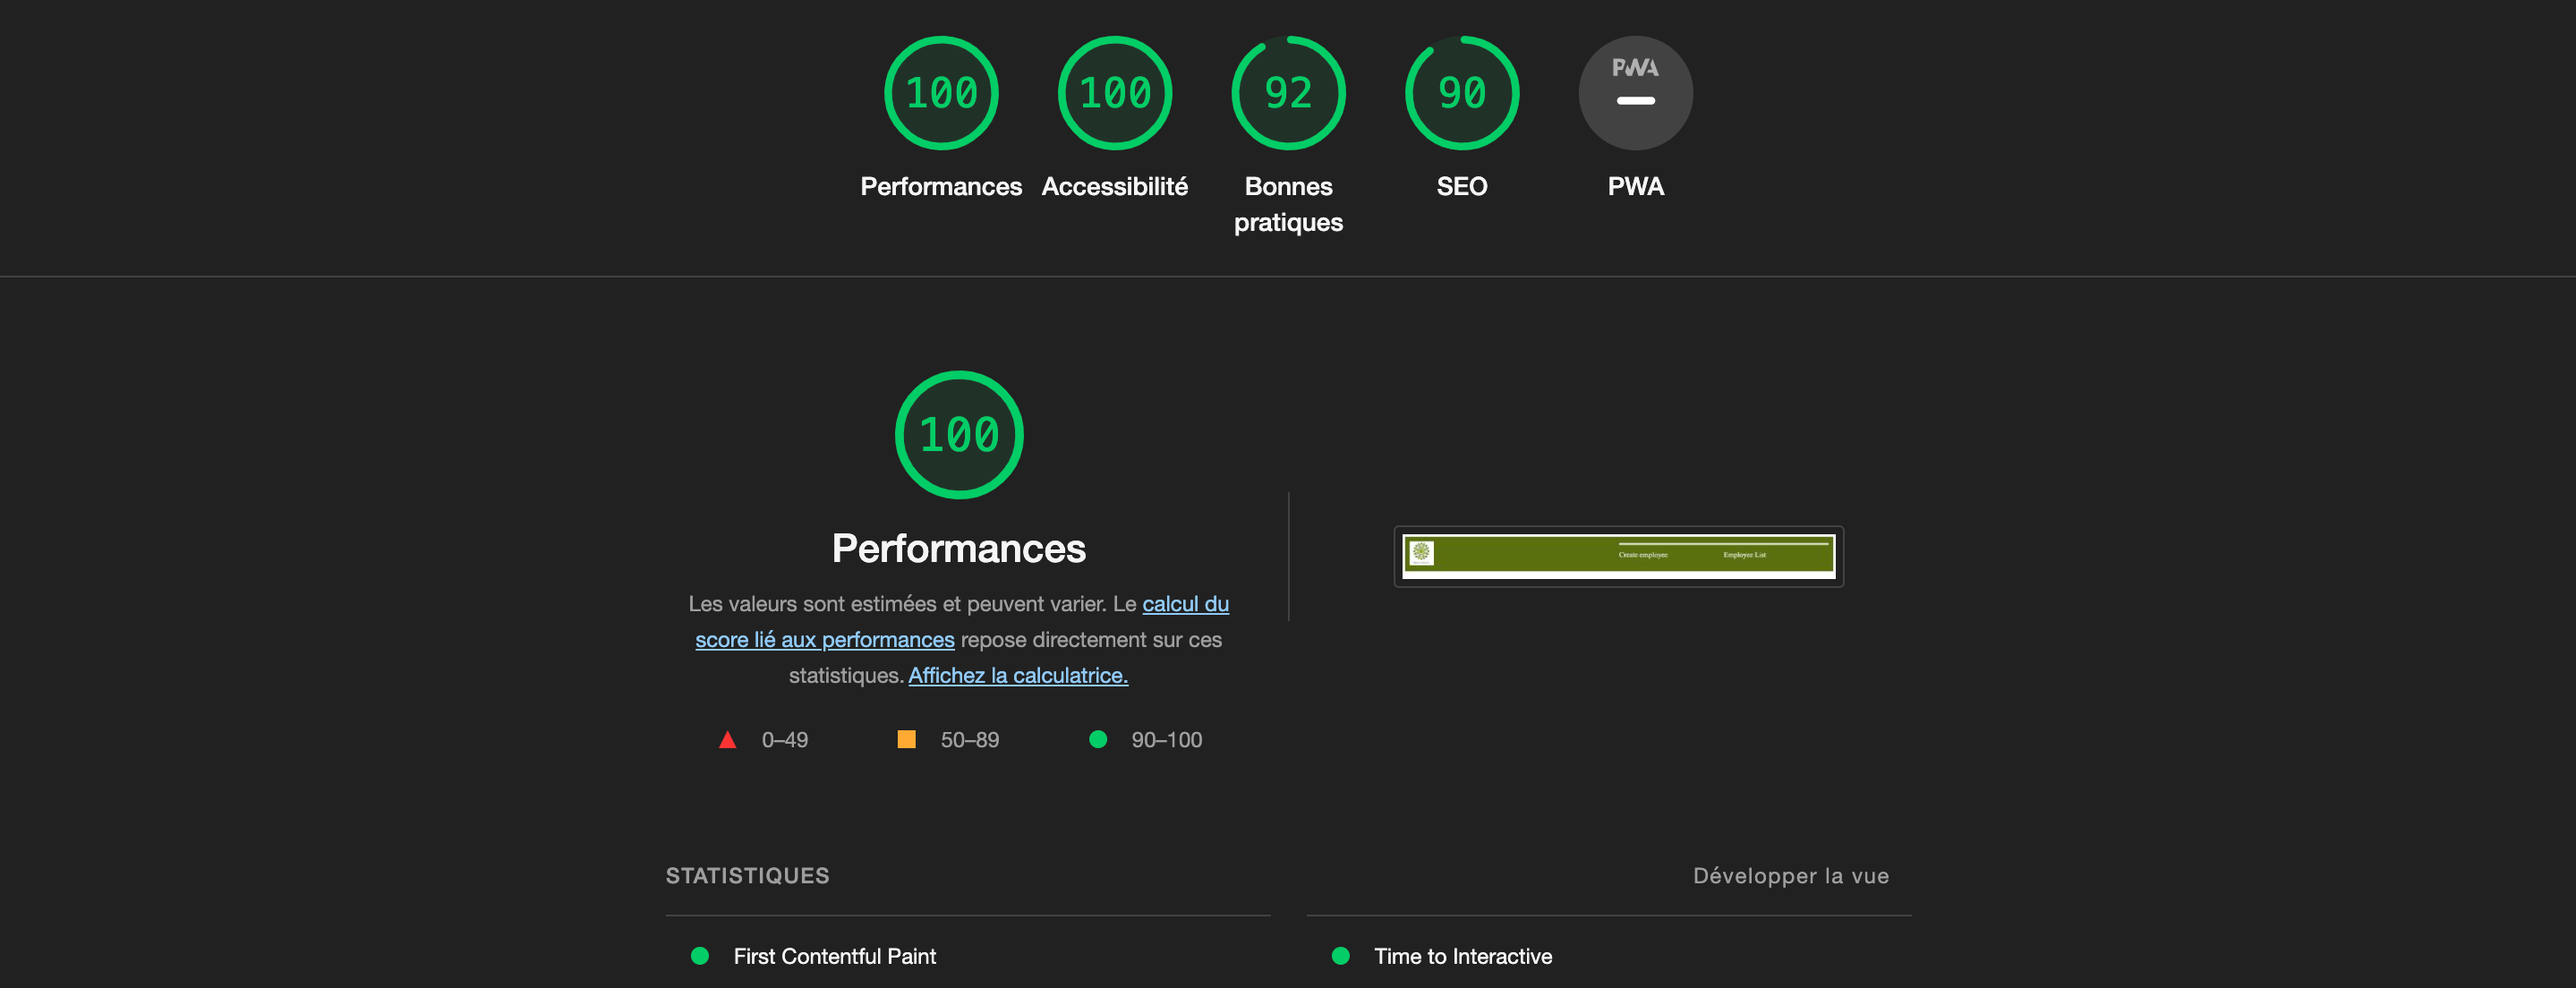 100
100
92
90
PWA
Performances
Accessibilité
Bonnes
pratiques
SEO
PWA
100
Performances
Les valeurs sont estimées et peuvent varier. Le calcul du
score lié aux performances repose directement sur ces
statistiques. Affichez la calculatrice.
0–49
50–89
90–100
Create employee
Employee List
STATISTIQUES
Développer la vue
First Contentful Paint
Time to Interactive